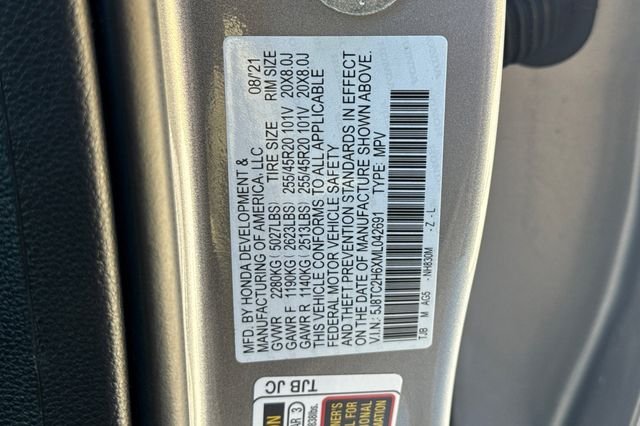 MFD. BY HONDA DEVELOPMENT &
MANUFACTURING OF AMERICA, LLC 08/21
TIRE SIZE RIM SIZE
GVWR 2280KG(5027LBS)
GAWR F 1190KG(2623LBS) 255/45R20 101V 20X8.0J
GAWR R 1140KG(2513LBS) 255/45R20 101V 20X8.0J
THIS VEHICLE CONFORMS TO ALL APPLICABLE
FEDERAL MOTOR VEHICLE SAFETY
AND THEFT PREVENTION STANDARDS IN EFFECT
ON THE DATE OF MANUFACTURE SHOWN ABOVE.
V.I.N.: 5J8TC2H6XML042691 TYPE: MPV
TJB M AG5 - NH830M - Z - L
TJB JC